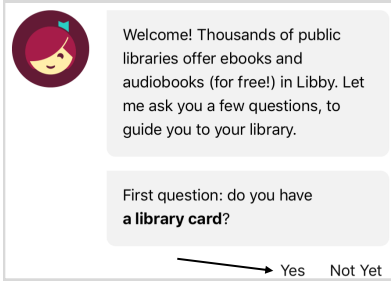 Welcome! Thousands of public
libraries offer ebooks and
audiobooks (for free!) in Libby. Let
me ask you a few questions, to
guide you to your library.
First question: do you have
a library card?
Yes Not Yet